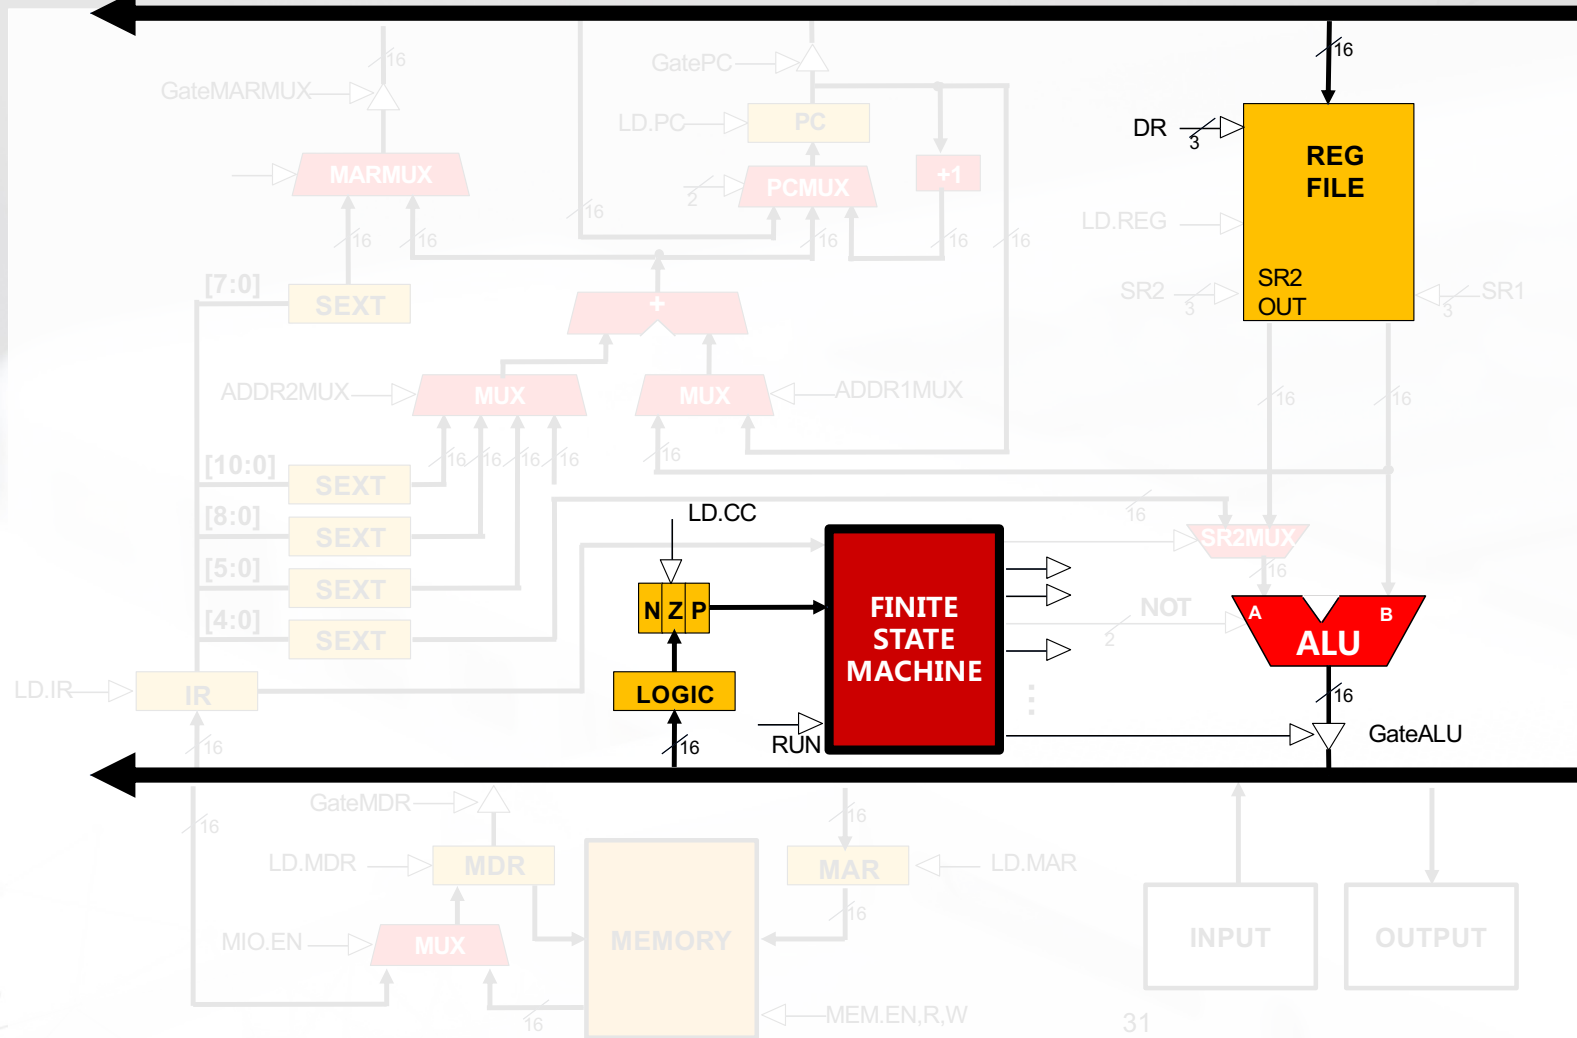 16
16
GatePC
GateMARMUX
LD.PC
PC
DR
3
REG
FILE
MARMUX
PCMUX
+1
2
16
LD.REG
16
16
16
16
16
[7:0]
SEXT
SR2
OUT
SR2
3
SR1
3
+
ADDR2MUX
MUX
MUX
ADDR1MUX
16
16
[10:0]
SEXT
16
16
16
16
16
[8:0]
SEXT
LD.CC
16
SR2MUX
16
[5:0]
SEXT
N Z P
FINITE
STATE
MACHINE
NOT
2
A
B
ALU
[4:0]
SEXT
LD.IR
IR
LOGIC
16
16
16
RUN
GateALU
⋮
GateMDR
16
16
LD.MDR
MDR
MAR
LD.MAR
16
MIO.EN
MUX
MEMORY
INPUT
OUTPUT
16
MEM.EN,R,W
31